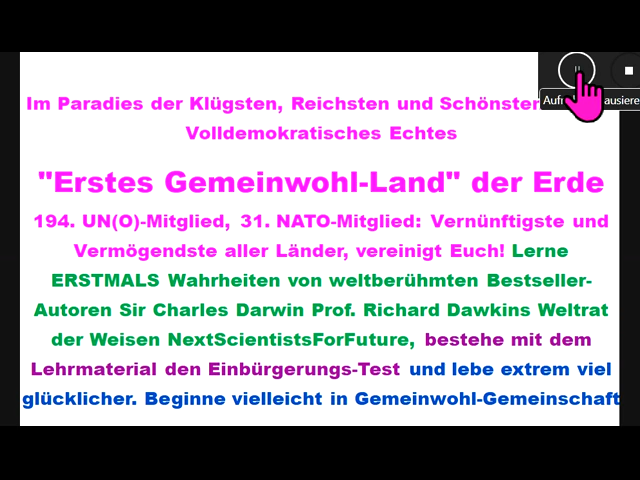 Im Paradies der Klügsten, Reichsten und Schönsten
Volldemokratisches Echtes
"Erstes Gemeinwohl-Land" der Erde
194. UN(O)-Mitglied, 31. NATO-Mitglied: Vernünftigste und
Vermögendste aller Länder, vereinigt Euch! Lerne
ERSTMALS Wahrheiten von weltberühmten Bestseller-
Autoren Sir Charles Darwin Prof. Richard Dawkins Weltrat
der Weisen NextScientistsForFuture, bestehe mit dem
Lehrmaterial den Einbürgerungs-Test und lebe extrem viel
glücklicher. Beginne vielleicht in Gemeinwohl-Gemeinschaft